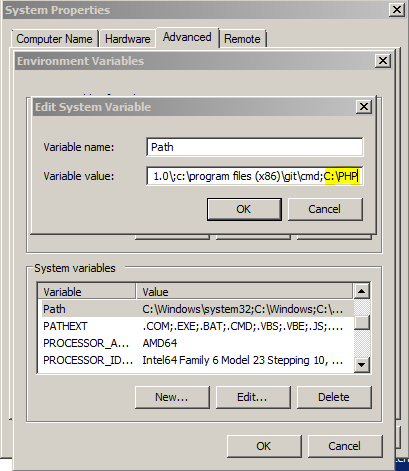 System Properties
Computer Name Hardware Advanced Remote
Environment Variables
Edit System Variable
Variable name: Path
Variable value: 1.0\;c:\program files (x86)\git\cmd;C:\PHP
OK Cancel
System variables
Variable Value
Path C:\Windows\system32;C:\Windows;C:\...
PATHEXT .COM;.EXE;.BAT;.CMD;.VBS;.VBE;.JS;....
PROCESSOR_A... AMD64
PROCESSOR_ID... Intel64 Family 6 Model 23 Stepping 10, ...
New... Edit... Delete
OK Cancel